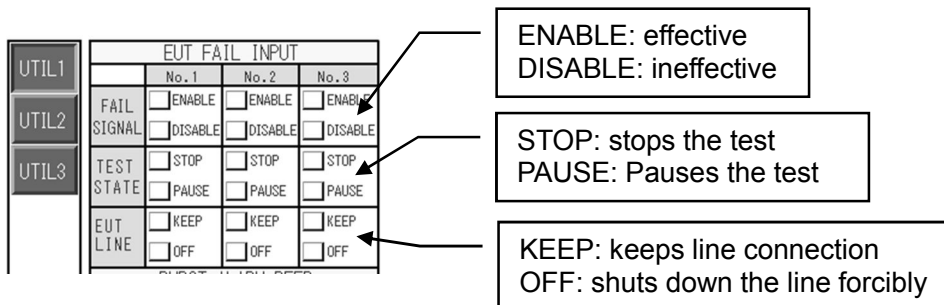 UTIL1
UTIL2
UTIL3
EUT FAIL INPUT
No.1 No.2 No.3
FAIL SIGNAL
ENABLE ENABLE ENABLE
DISABLE DISABLE DISABLE
TEST STATE
STOP STOP STOP
PAUSE PAUSE PAUSE
EUT LINE
KEEP KEEP KEEP
OFF OFF OFF
ENABLE: effective
DISABLE: ineffective
STOP: stops the test
PAUSE: Pauses the test
KEEP: keeps line connection
OFF: shuts down the line forcibly